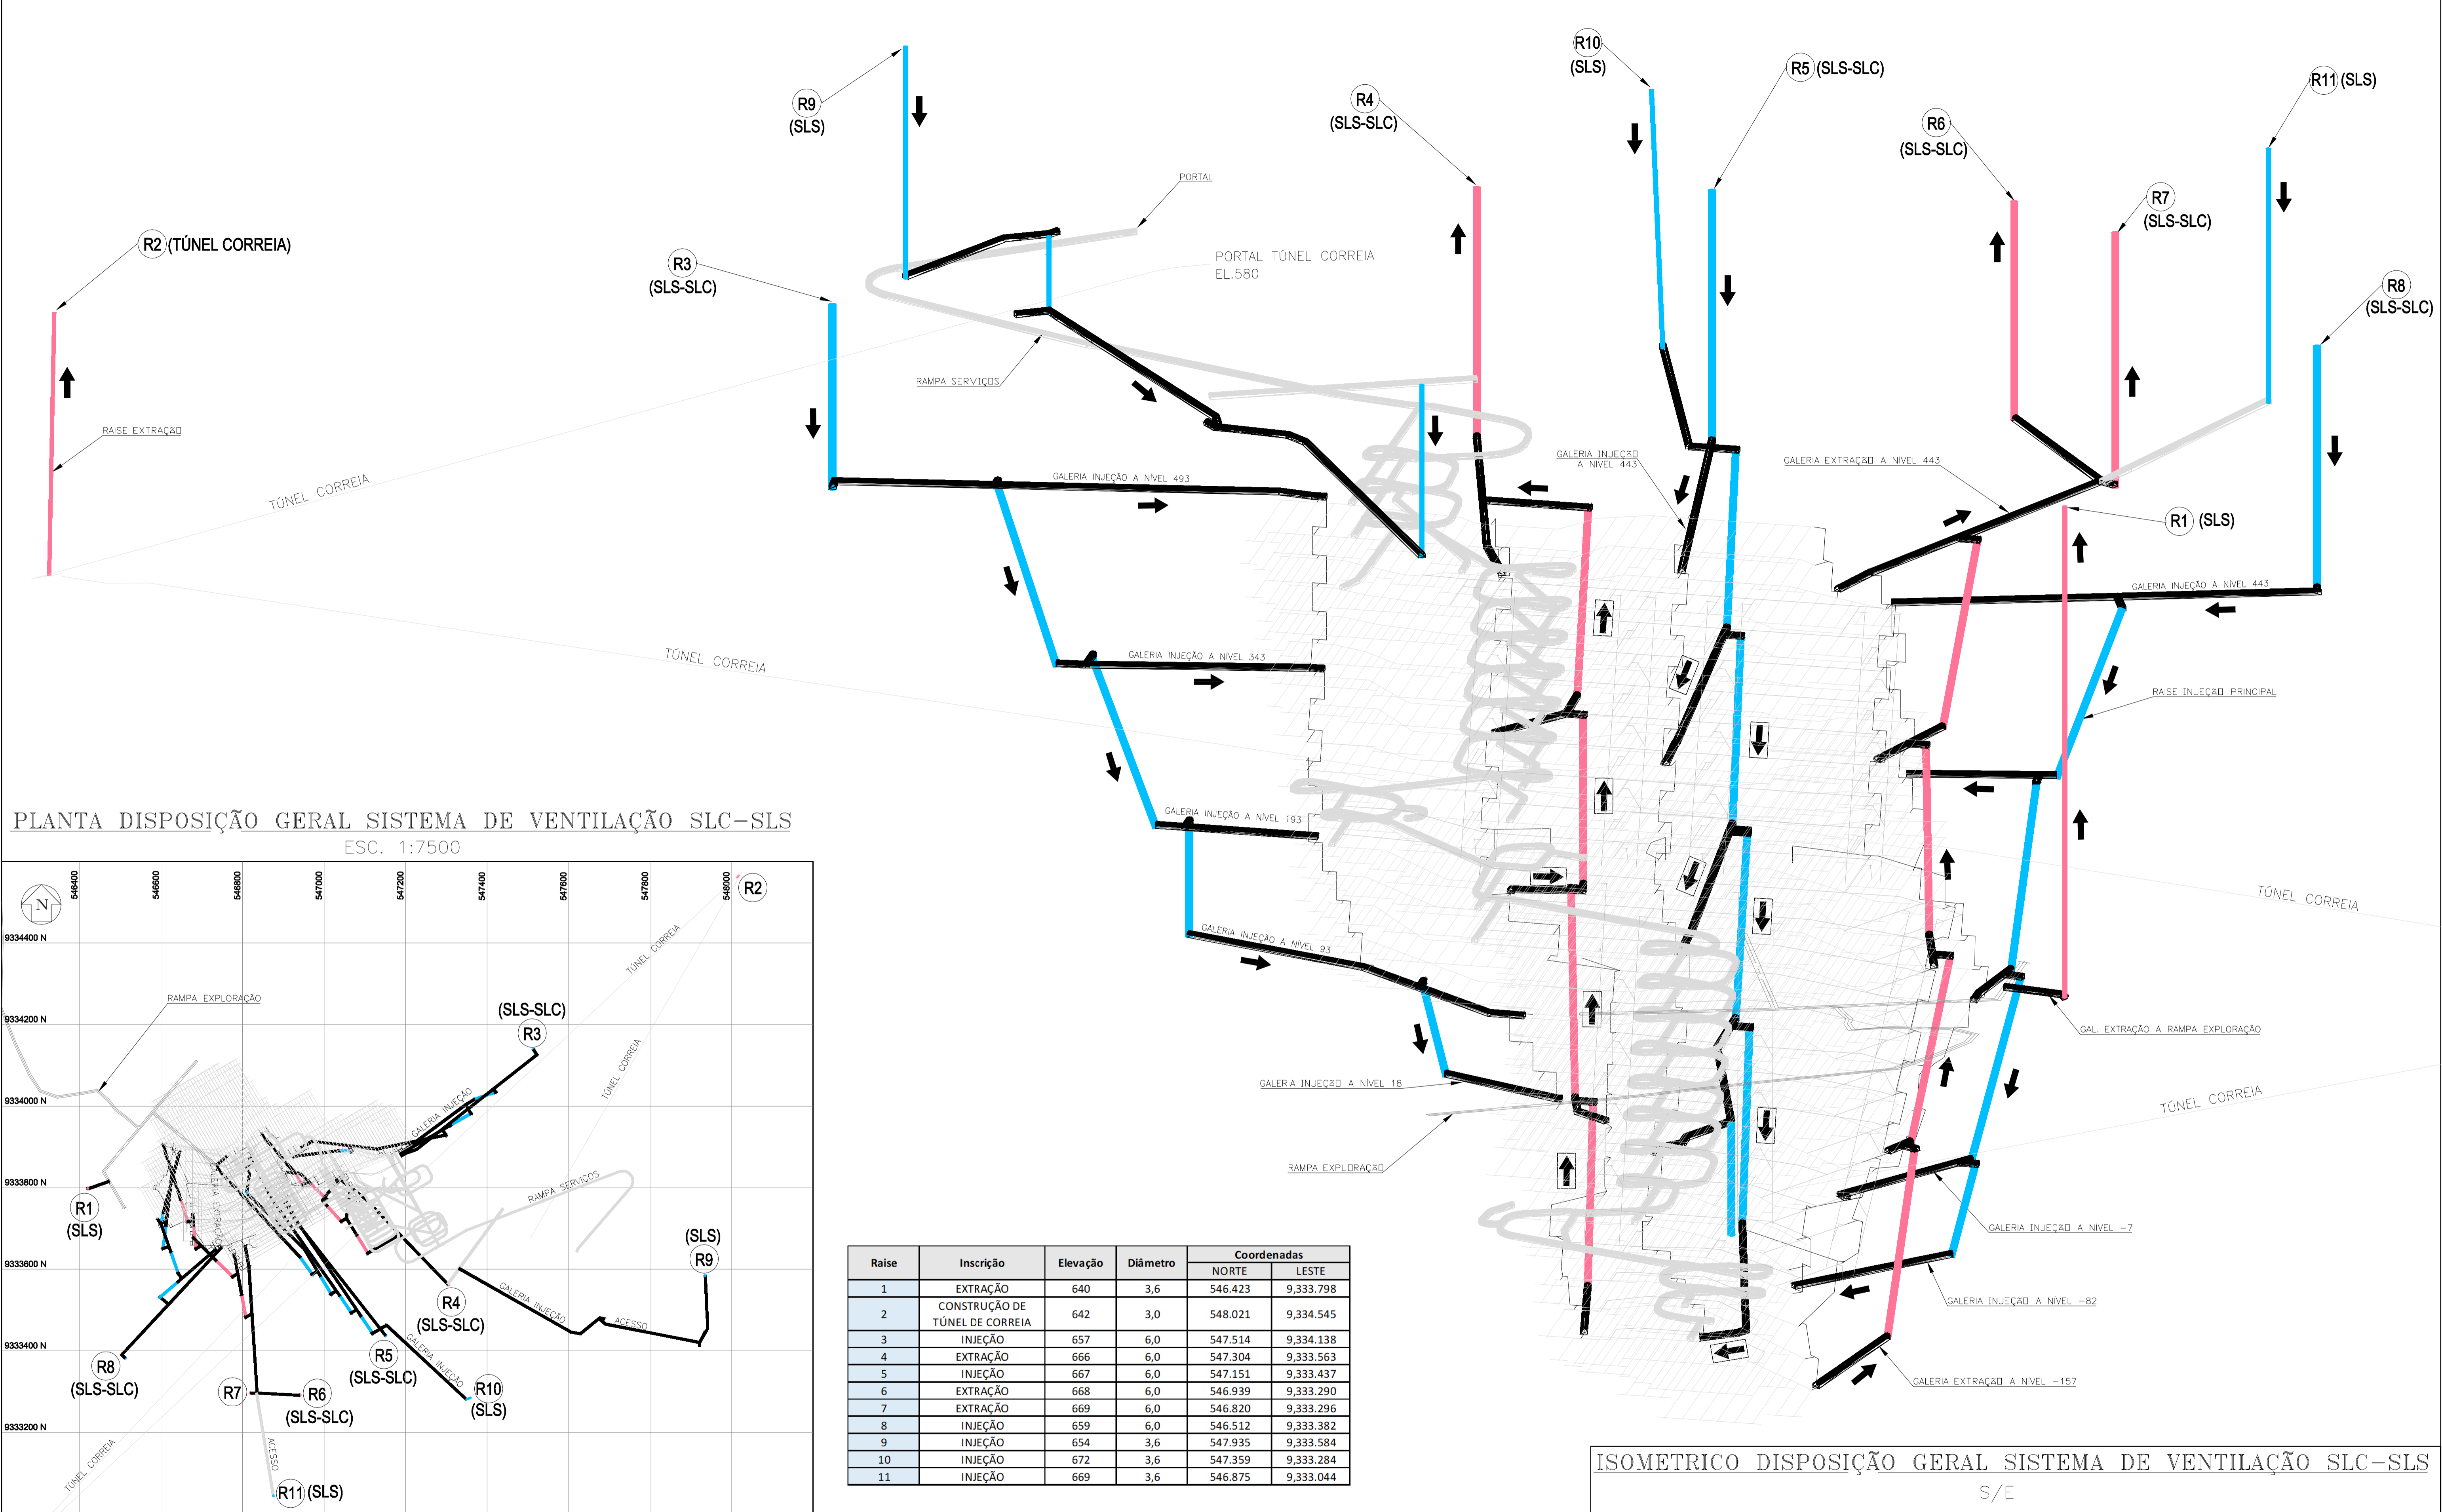 R10
(SLS)
R5 (SLS-SLC)
R11 (SLS)
R9
(SLS)
R4
(SLS-SLC)
R6
(SLS-SLC)
PORTAL
R7
(SLS-SLC)
R2 (TÚNEL CORREIA)
R3
(SLS-SLC)
PORTAL TÚNEL CORREIA
EL.580
R8
(SLS-SLC)
RAMPA SERVIÇOS
RAISE EXTRAÇÃO
TÚNEL CORREIA
GALERIA INJEÇÃO
A NÍVEL 443
GALERIA EXTRAÇÃO A NÍVEL 443
GALERIA INJEÇÃO A NÍVEL 493
R1 (SLS)
GALERIA INJEÇÃO A NÍVEL 443
TÚNEL CORREIA
GALERIA INJEÇÃO A NÍVEL 343
RAISE INJEÇÃO PRINCIPAL
GALERIA INJEÇÃO A NÍVEL 193
TÚNEL CORREIA
GALERIA INJEÇÃO A NÍVEL 93
GAL. EXTRAÇÃO A RAMPA EXPLORAÇÃO
GALERIA INJEÇÃO A NÍVEL 18
TÚNEL CORREIA
RAMPA EXPLORAÇÃO
GALERIA INJEÇÃO A NÍVEL -7
GALERIA INJEÇÃO A NÍVEL -82
GALERIA EXTRAÇÃO A NÍVEL -157
PLANTA DISPOSIÇÃO GERAL SISTEMA DE VENTILAÇÃO SLC-SLS
ESC. 1:7500
546400 546600 546800 547000 547200 547400 547600 547800 548000
N
R2
9334400 N
TÚNEL CORREIA
RAMPA EXPLORAÇÃO
(SLS-SLC)
9334200 N
R3
TÚNEL CORREIA
9334000 N
GALERIA INJEÇÃO
9333800 N
RAMPA SERVIÇOS
R1
(SLS)
(SLS)
R9
9333600 N
R4
(SLS-SLC)
GALERIA INJEÇÃO
ACESSO
9333400 N
GALERIA INJEÇÃO
R5
(SLS-SLC)
R8
(SLS-SLC)
R7
R6
(SLS-SLC)
R10
(SLS)
9333200 N
ACESSO
TÚNEL CORREIA
R11 (SLS)
Raise Inscrição Elevação Diâmetro Coordenadas
NORTE LESTE
1 EXTRAÇÃO 640 3,6 546.423 9,333.798
2 CONSTRUÇÃO DE TÚNEL DE CORREIA 642 3,0 548.021 9,334.545
3 INJEÇÃO 657 6,0 547.514 9,334.138
4 EXTRAÇÃO 666 6,0 547.304 9,333.563
5 INJEÇÃO 667 6,0 547.151 9,333.437
6 EXTRAÇÃO 668 6,0 546.939 9,333.290
7 EXTRAÇÃO 669 6,0 546.820 9,333.296
8 INJEÇÃO 659 6,0 546.512 9,333.382
9 INJEÇÃO 654 3,6 547.935 9,333.584
10 INJEÇÃO 672 3,6 547.359 9,333.284
11 INJEÇÃO 669 3,6 546.875 9,333.044
ISOMETRICO DISPOSIÇÃO GERAL SISTEMA DE VENTILAÇÃO SLC-SLS
S/E